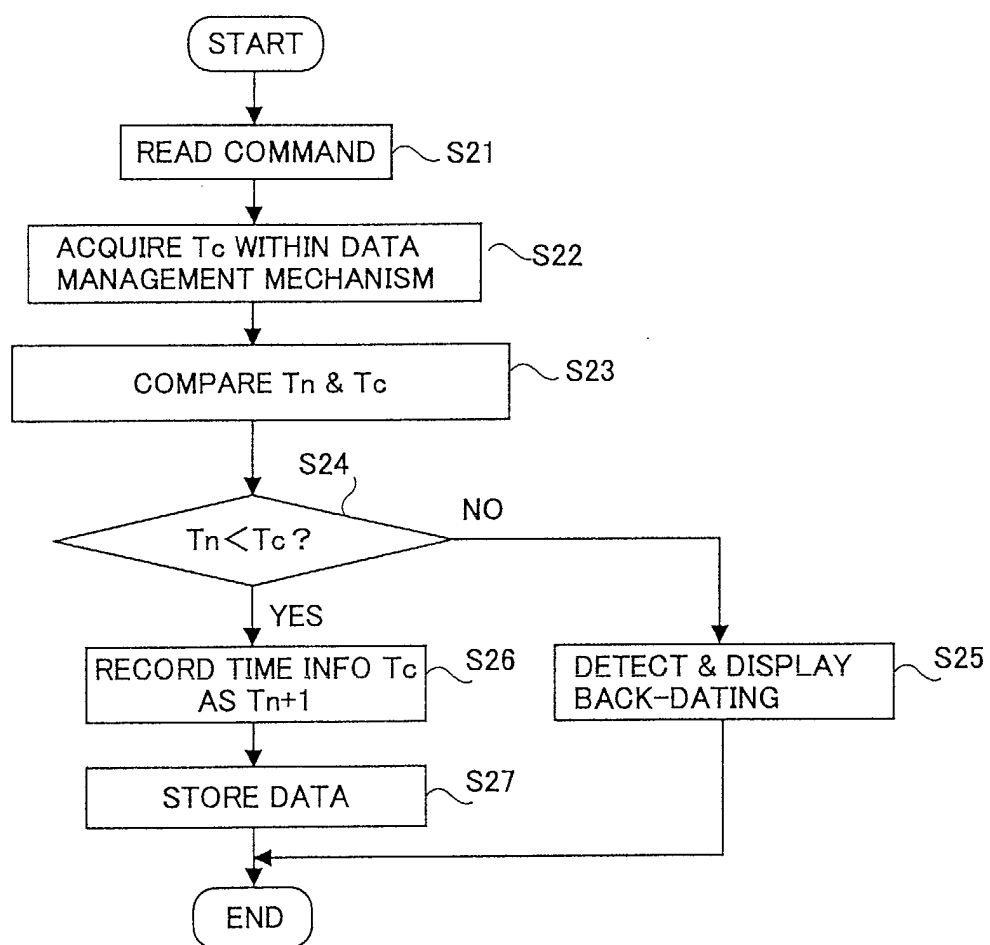 START
READ COMMAND
S21
ACQUIRE Tc WITHIN DATA
MANAGEMENT MECHANISM
S22
COMPARE Tn & Tc
S23
S24
Tn<Tc?
NO
YES
RECORD TIME INFO Tc
AS Tn+1
S26
DETECT & DISPLAY
BACK-DATING
S25
STORE DATA
S27
END